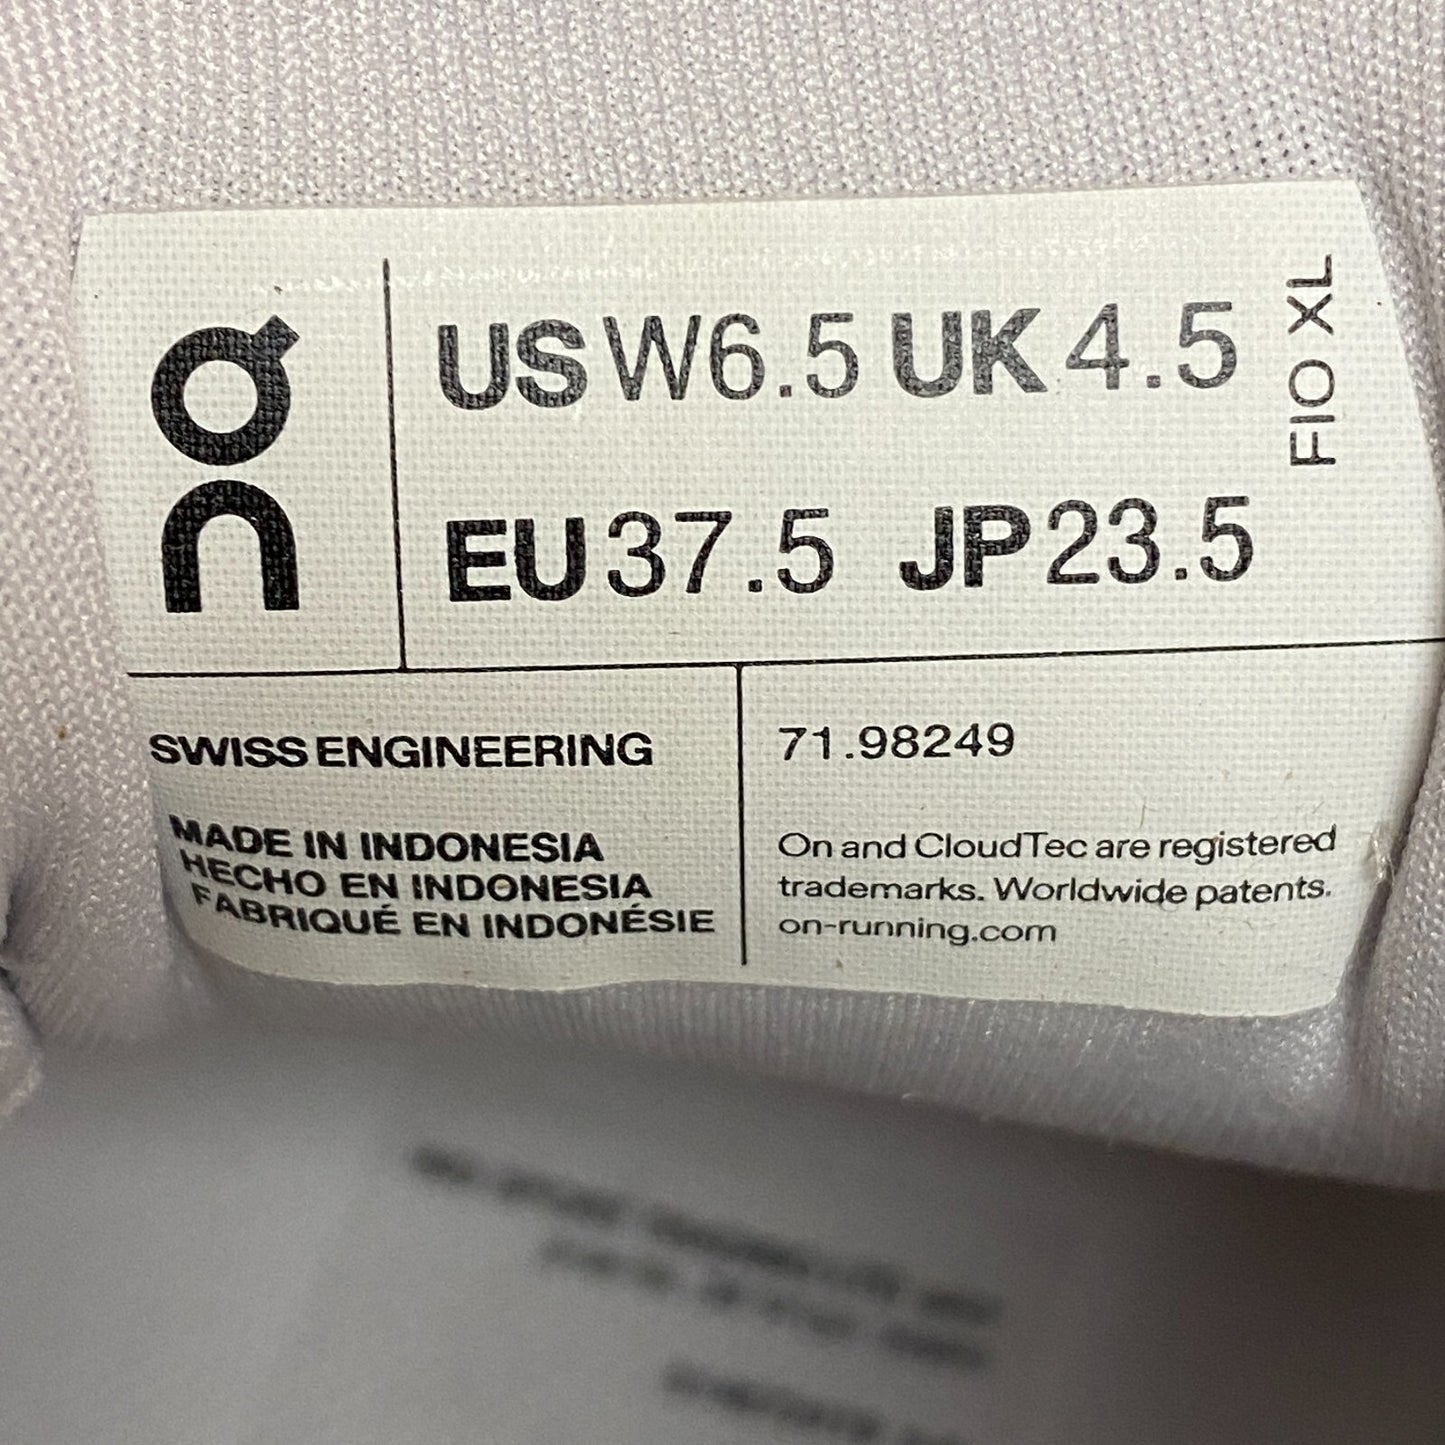 On
US W6.5 UK 4.5
EU 37.5 JP 23.5
FIO XL
SWISS ENGINEERING
MADE IN INDONESIA
HECHO EN INDONESIA
FABRIQUÉ EN INDONÉSIE
71.98249
On and CloudTec are registered
trademarks. Worldwide patents.
on-running.com